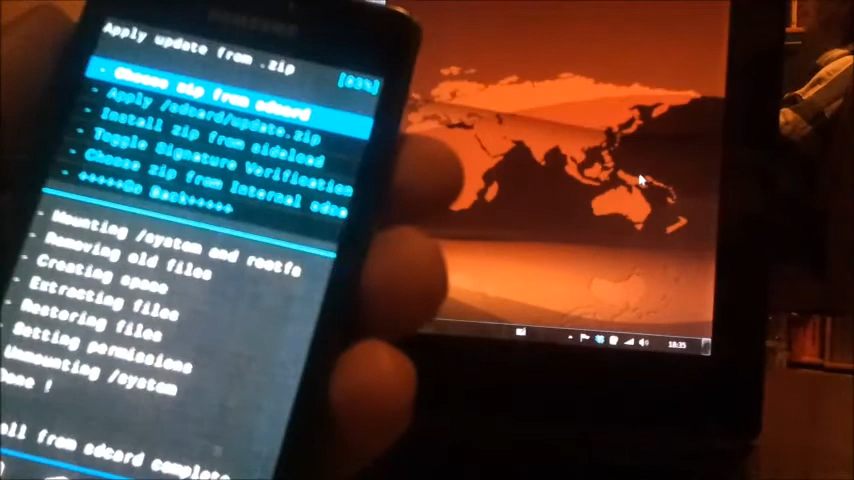 Apply update from .zip
[83%]
- Choose zip from sdcard
- Apply /sdcard/update.zip
- Install zip from sideload
- Toggle Signature Verification
- Choose zip from Internal sdca
- +++++Go Back+++++
- Mounting /system and rootfs
- Removing old files
- Creating space
- Extracting files
- Restoring files
- Setting permissions
Unmounting /system
Done !
from sdcard complete
18:35